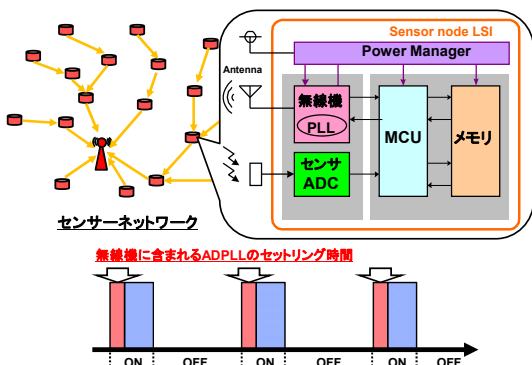 Sensor node LSI
Power Manager
Antenna
無線機
PLL
MCU
メモリ
センサ
ADC
センサーネットワーク
無線機に含まれるADPLLのセットリング時間
ON
OFF
ON
OFF
ON
OFF